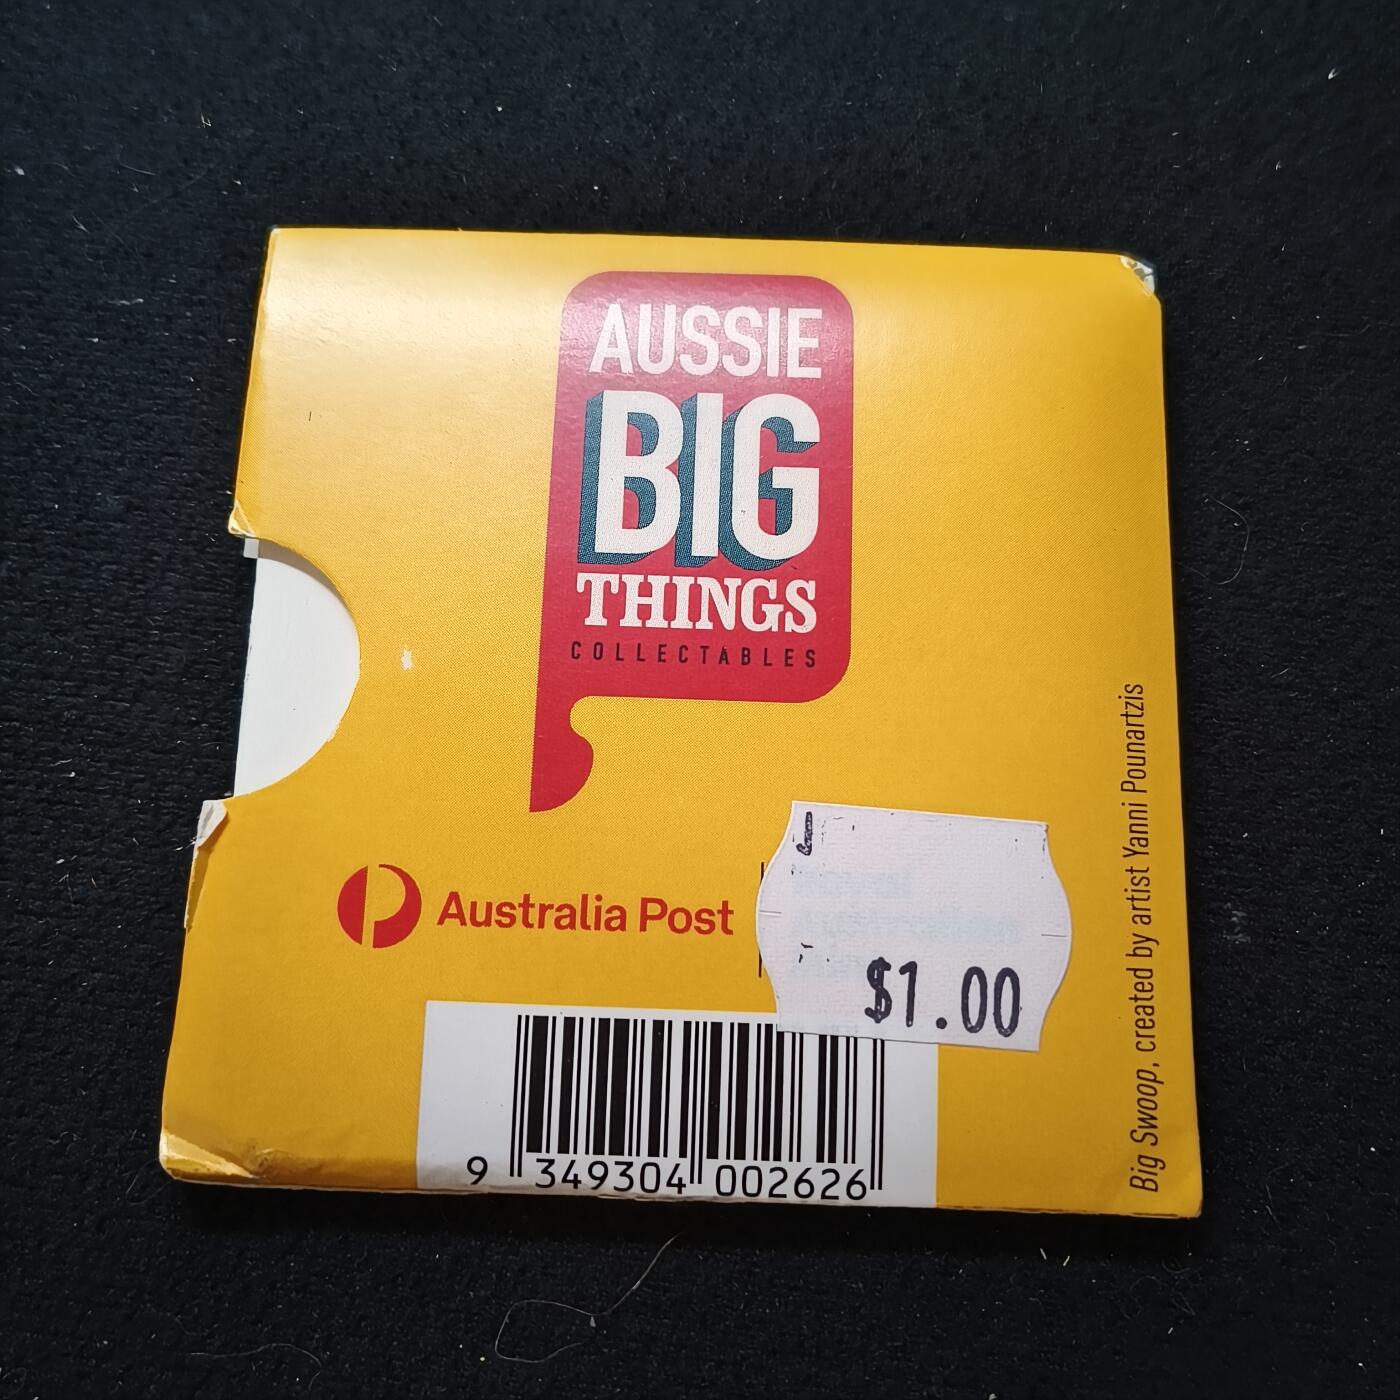 AUSSIE
BIG
THINGS
COLLECTABLES
Australia Post
$1.00
9 349304 002626
Big Swoop, created by artist Yanni Pounartzis